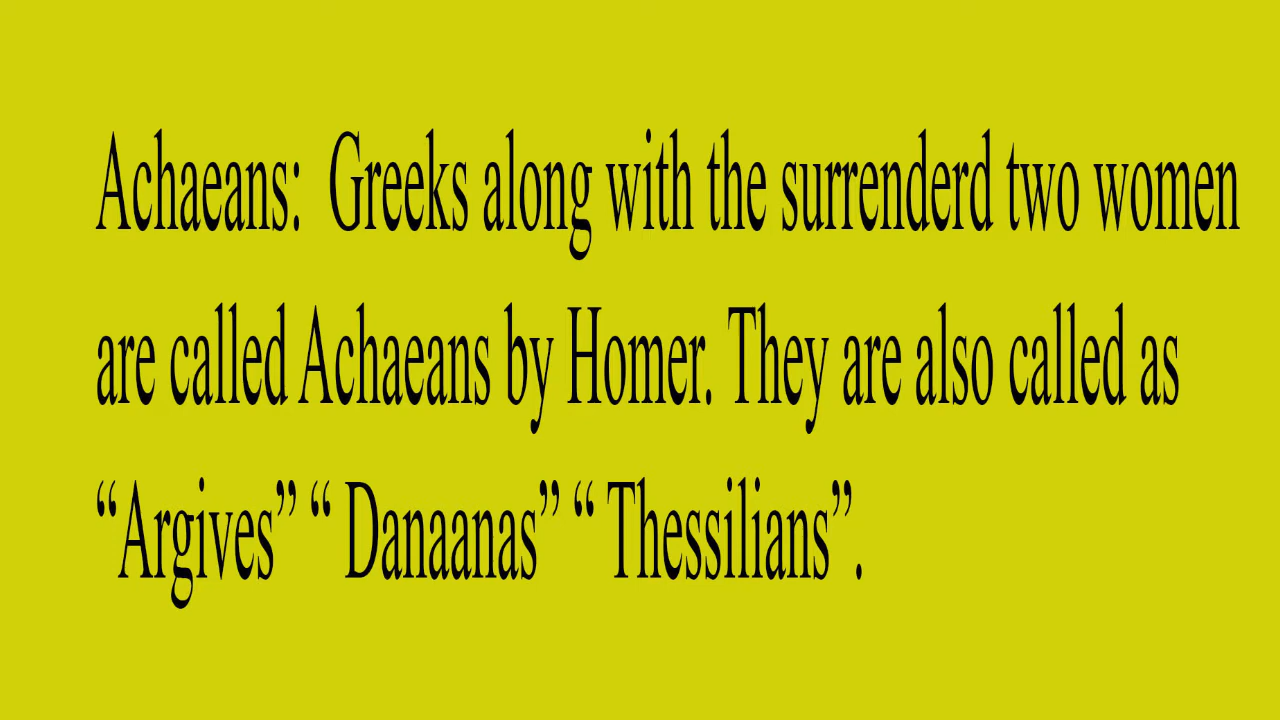 Achaeans:  Greeks along with the surrenderd two women
are called Achaeans by Homer. They are also called as
“Argives” “ Danaanas” “ Thessilians”.